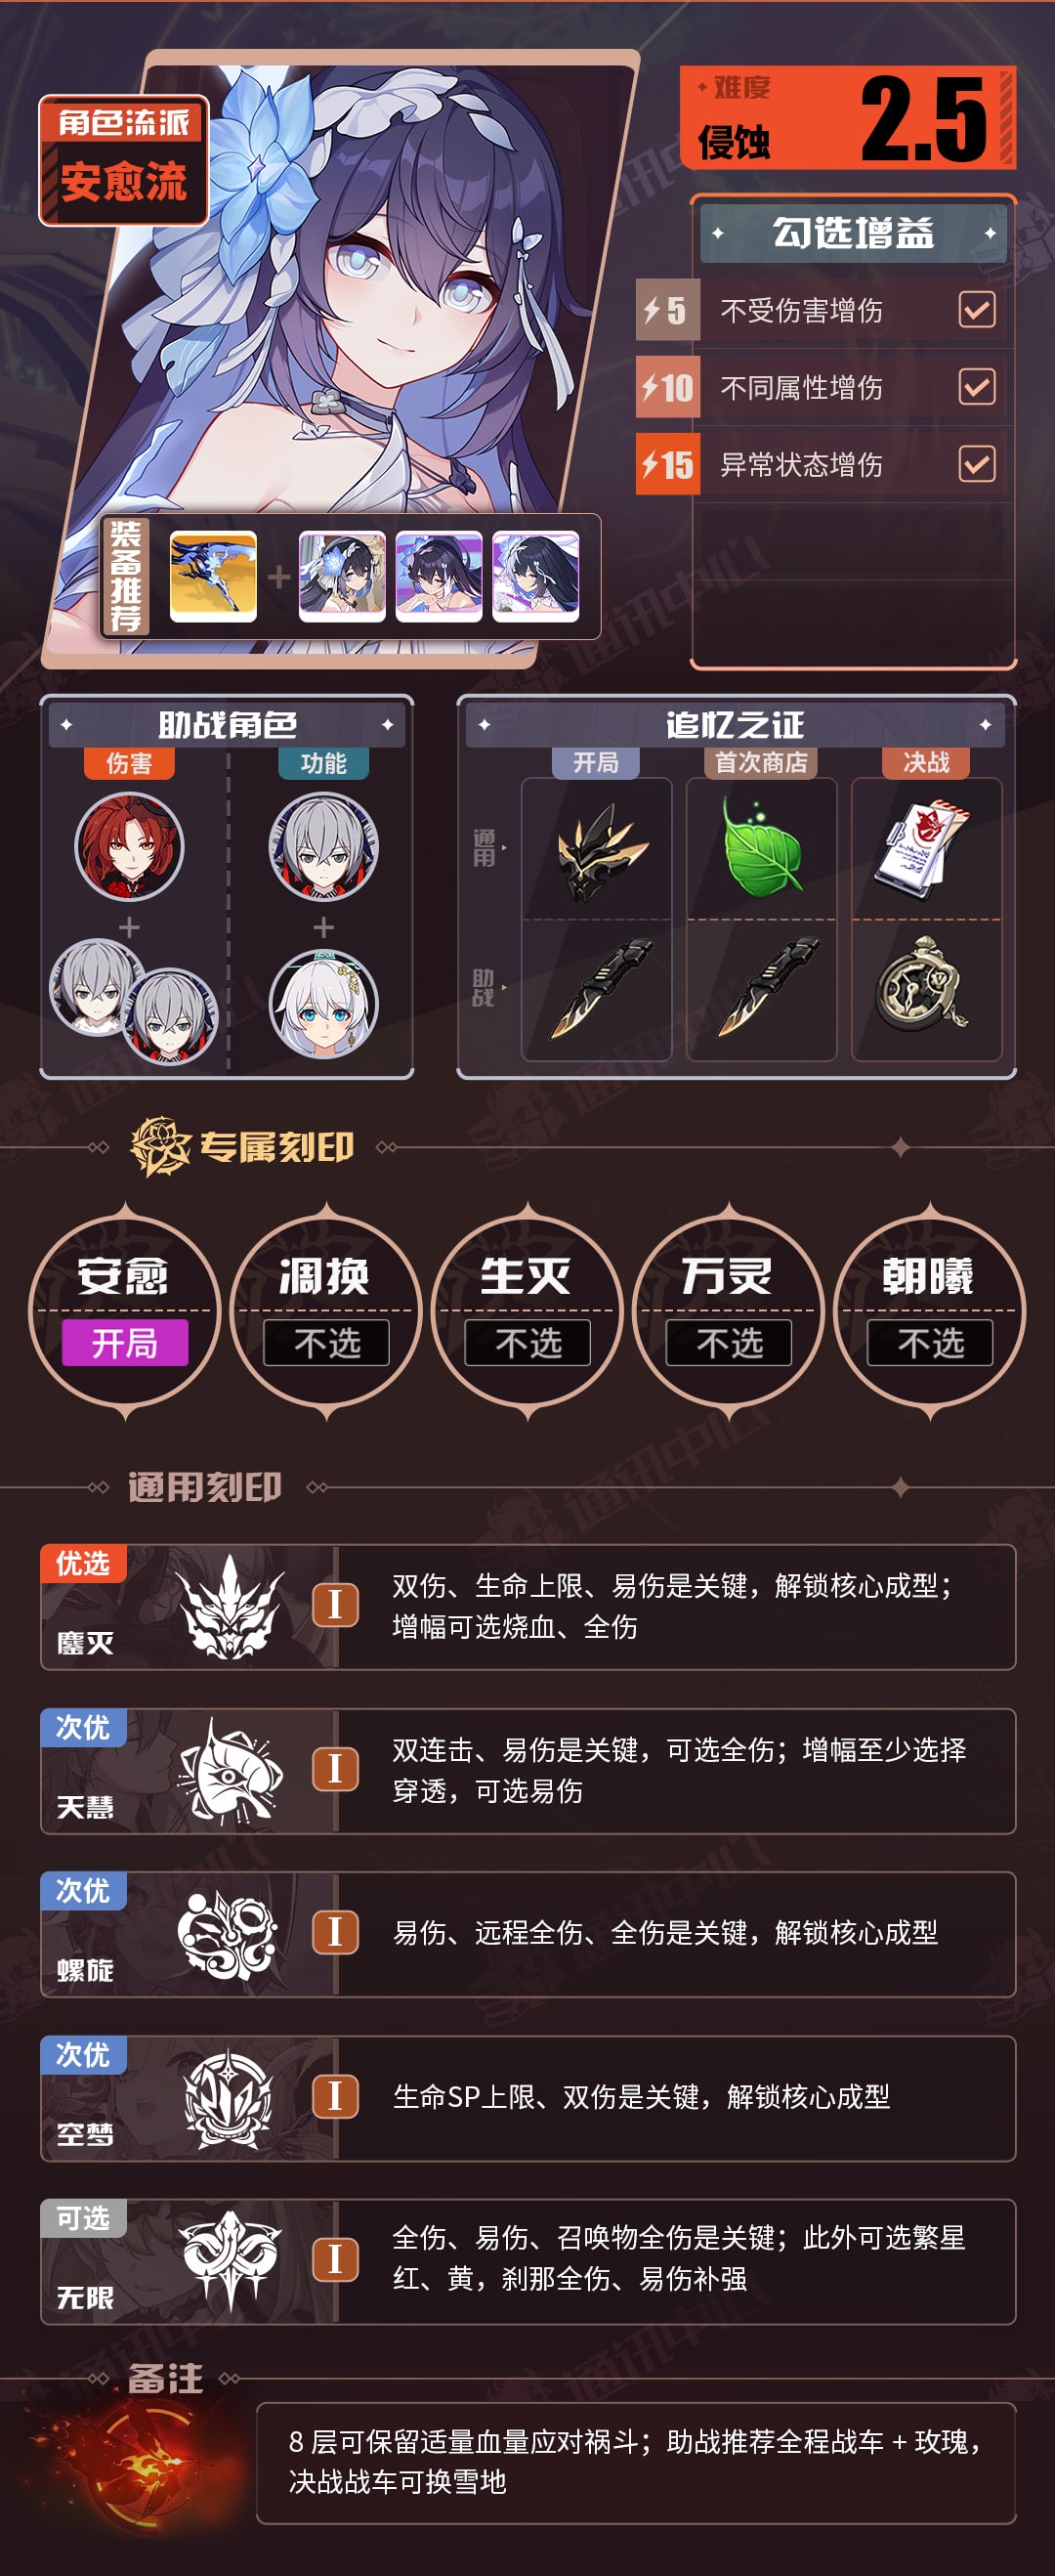 角色流派
安愈流
难度
侵蚀
2.5
勾选增益
5 不受伤害增伤
10 不同属性增伤
15 异常状态增伤
装备推荐
助战角色
伤害
功能
追忆之证
开局
首次商店
决战
通用
助战
专属刻印
安愈
开局
凋换
不选
生灭
不选
万灵
不选
朝曦
不选
通用刻印
优选
鏖灭
I
双伤、生命上限、易伤是关键，解锁核心成型；
增幅可选烧血、全伤
次优
天慧
I
双连击、易伤是关键，可选全伤；增幅至少选择
穿透，可选易伤
次优
螺旋
I
易伤、远程全伤、全伤是关键，解锁核心成型
次优
空梦
I
生命SP上限、双伤是关键，解锁核心成型
可选
无限
I
全伤、易伤、召唤物全伤是关键；此外可选繁星
红、黄，刹那全伤、易伤补强
备注
8 层可保留适量血量应对祸斗；助战推荐全程战车 + 玫瑰，
决战战车可换雪地
通讯中心